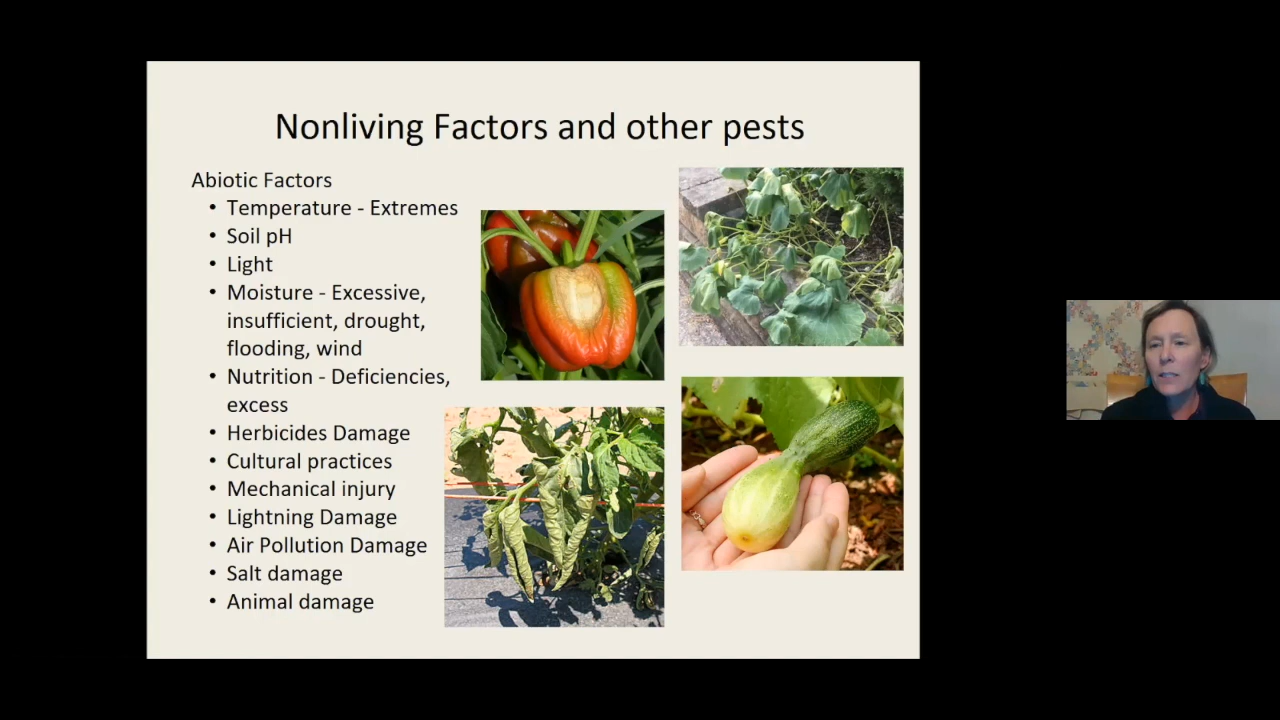 Nonliving Factors and other pests
Abiotic Factors
• Temperature - Extremes
• Soil pH
• Light
• Moisture - Excessive,
insufficient, drought,
flooding, wind
• Nutrition - Deficiencies,
excess
• Herbicides Damage
• Cultural practices
• Mechanical injury
• Lightning Damage
• Air Pollution Damage
• Salt damage
• Animal damage